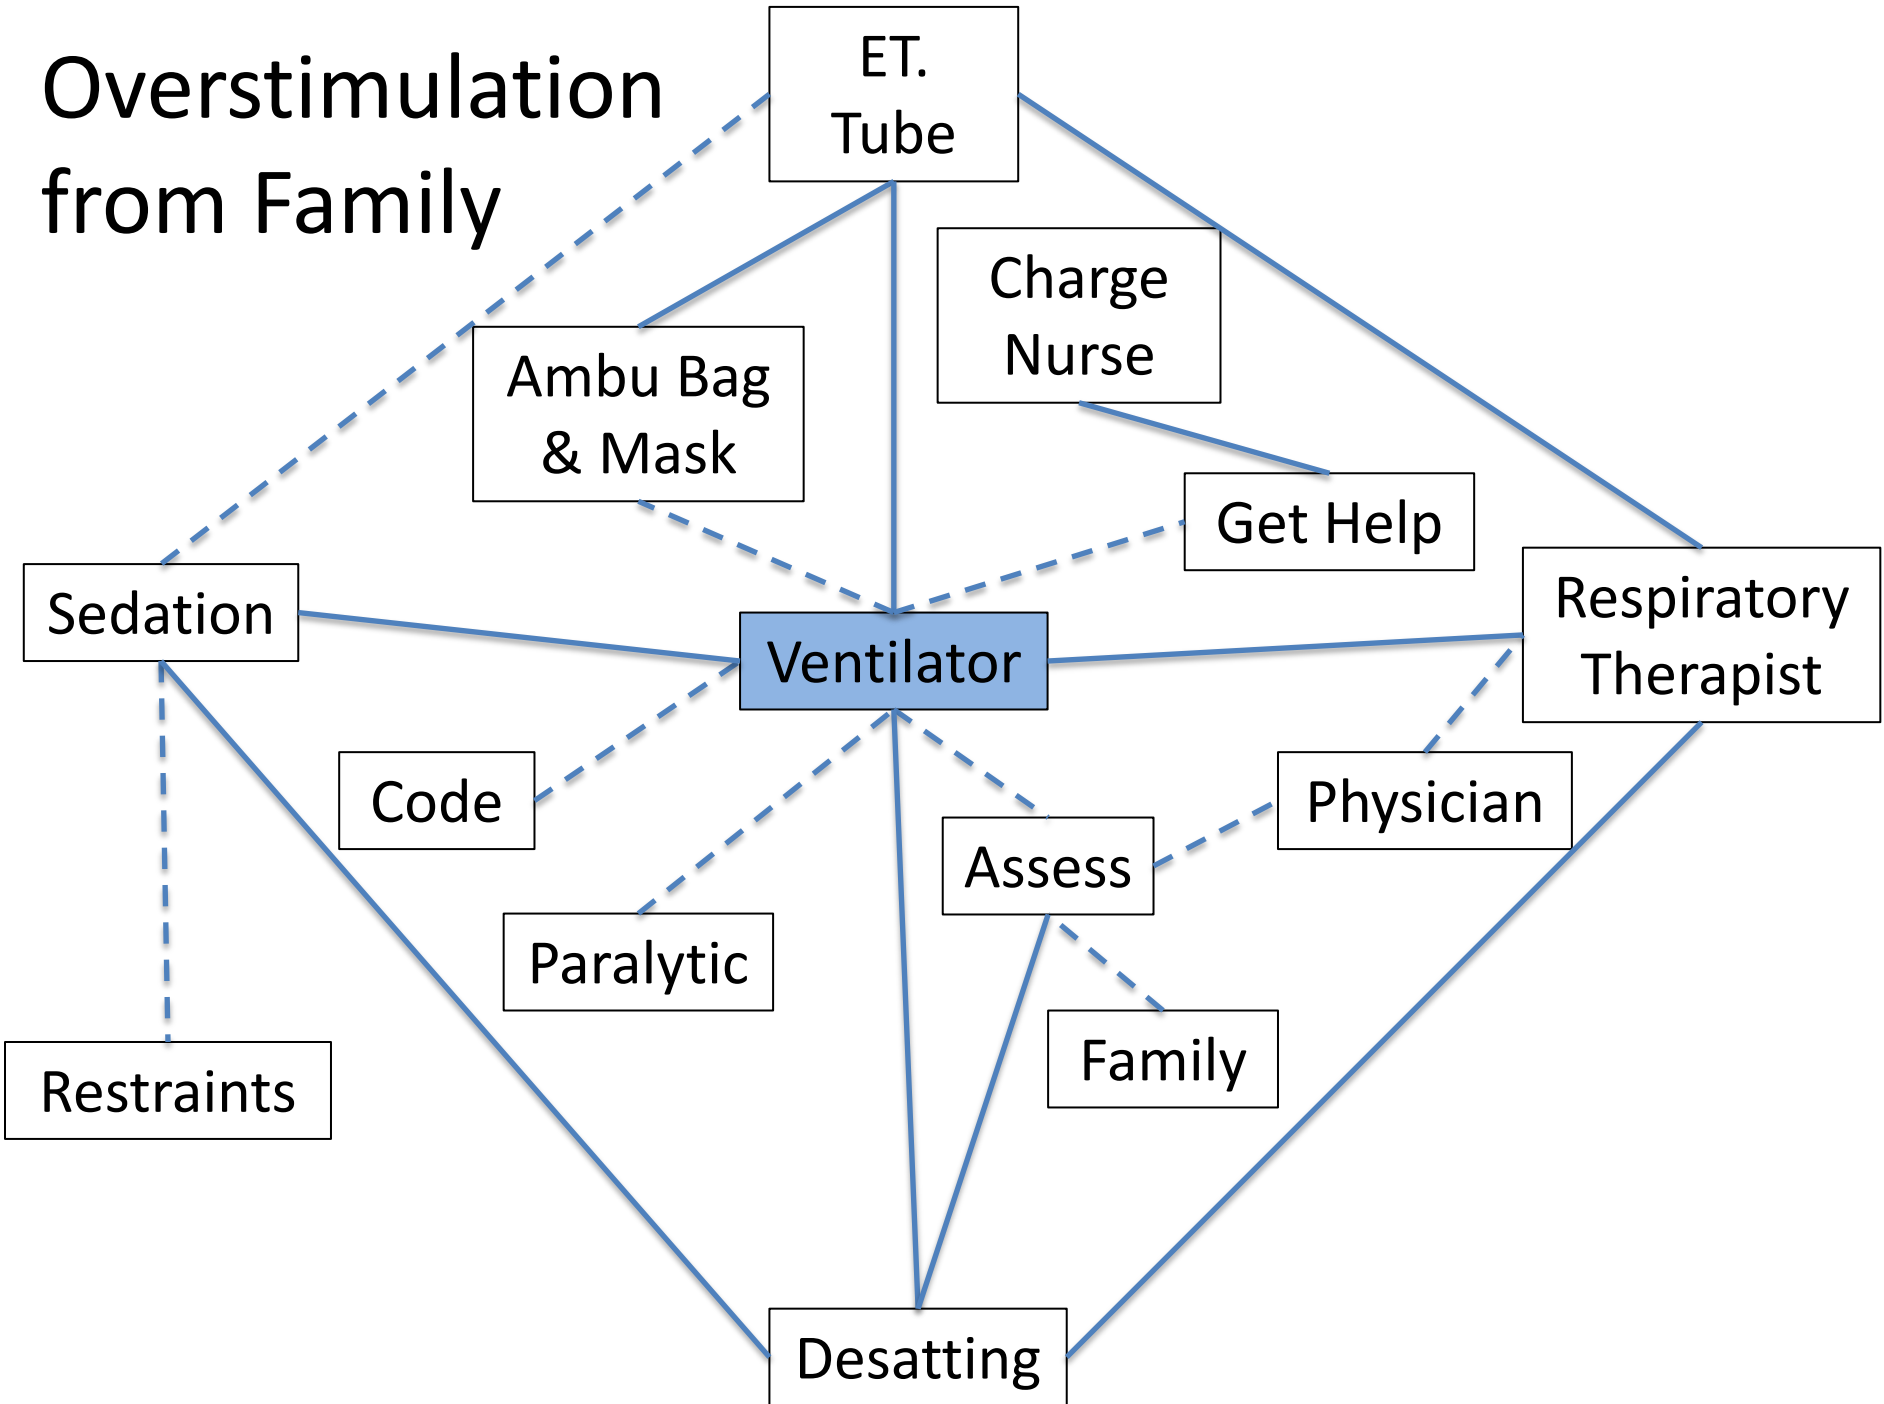 Overstimulation
from Family
ET.
Tube
Charge
Nurse
Ambu Bag
& Mask
Get Help
Sedation
Ventilator
Respiratory
Therapist
Code
Physician
Assess
Paralytic
Family
Restraints
Desatting